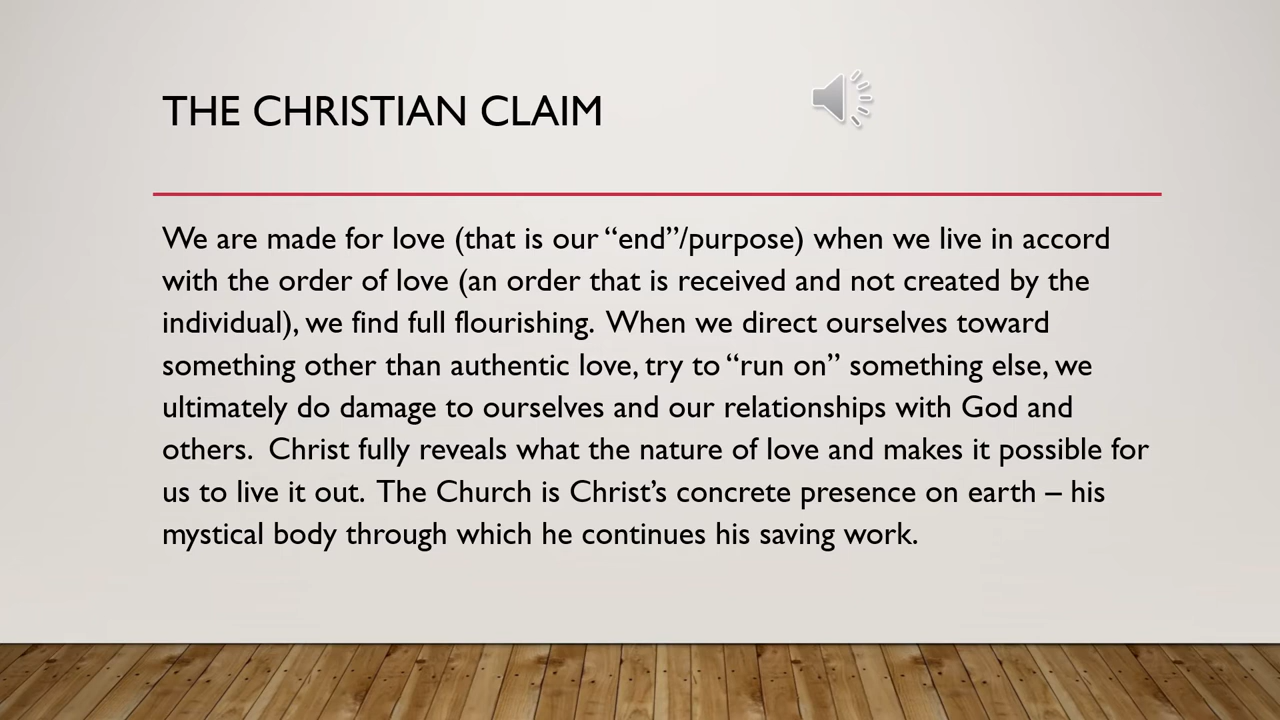 THE CHRISTIAN CLAIM
We are made for love (that is our “end”/purpose) when we live in accord
with the order of love (an order that is received and not created by the
individual), we find full flourishing.  When we direct ourselves toward
something other than authentic love, try to “run on” something else, we
ultimately do damage to ourselves and our relationships with God and
others.  Christ fully reveals what the nature of love and makes it possible for
us to live it out.  The Church is Christ’s concrete presence on earth – his
mystical body through which he continues his saving work.